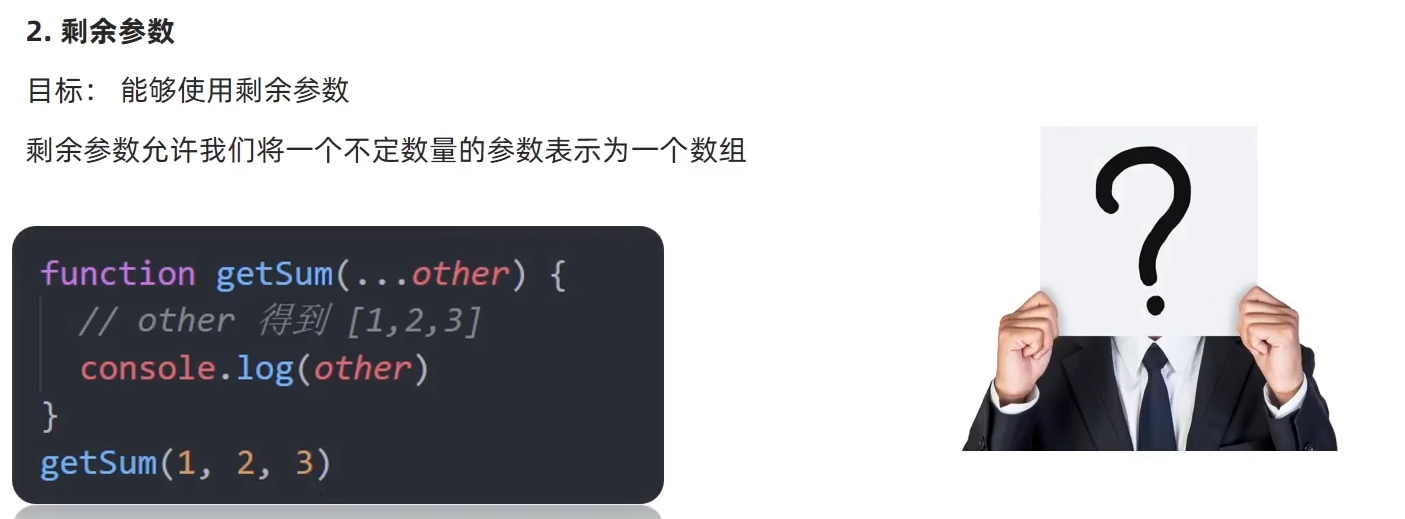 2. 剩余参数
目标： 能够使用剩余参数
剩余参数允许我们将一个不定数量的参数表示为一个数组
function getSum(...other) {
// other 得到 [1,2,3]
console.log(other)
}
getSum(1, 2, 3)
?